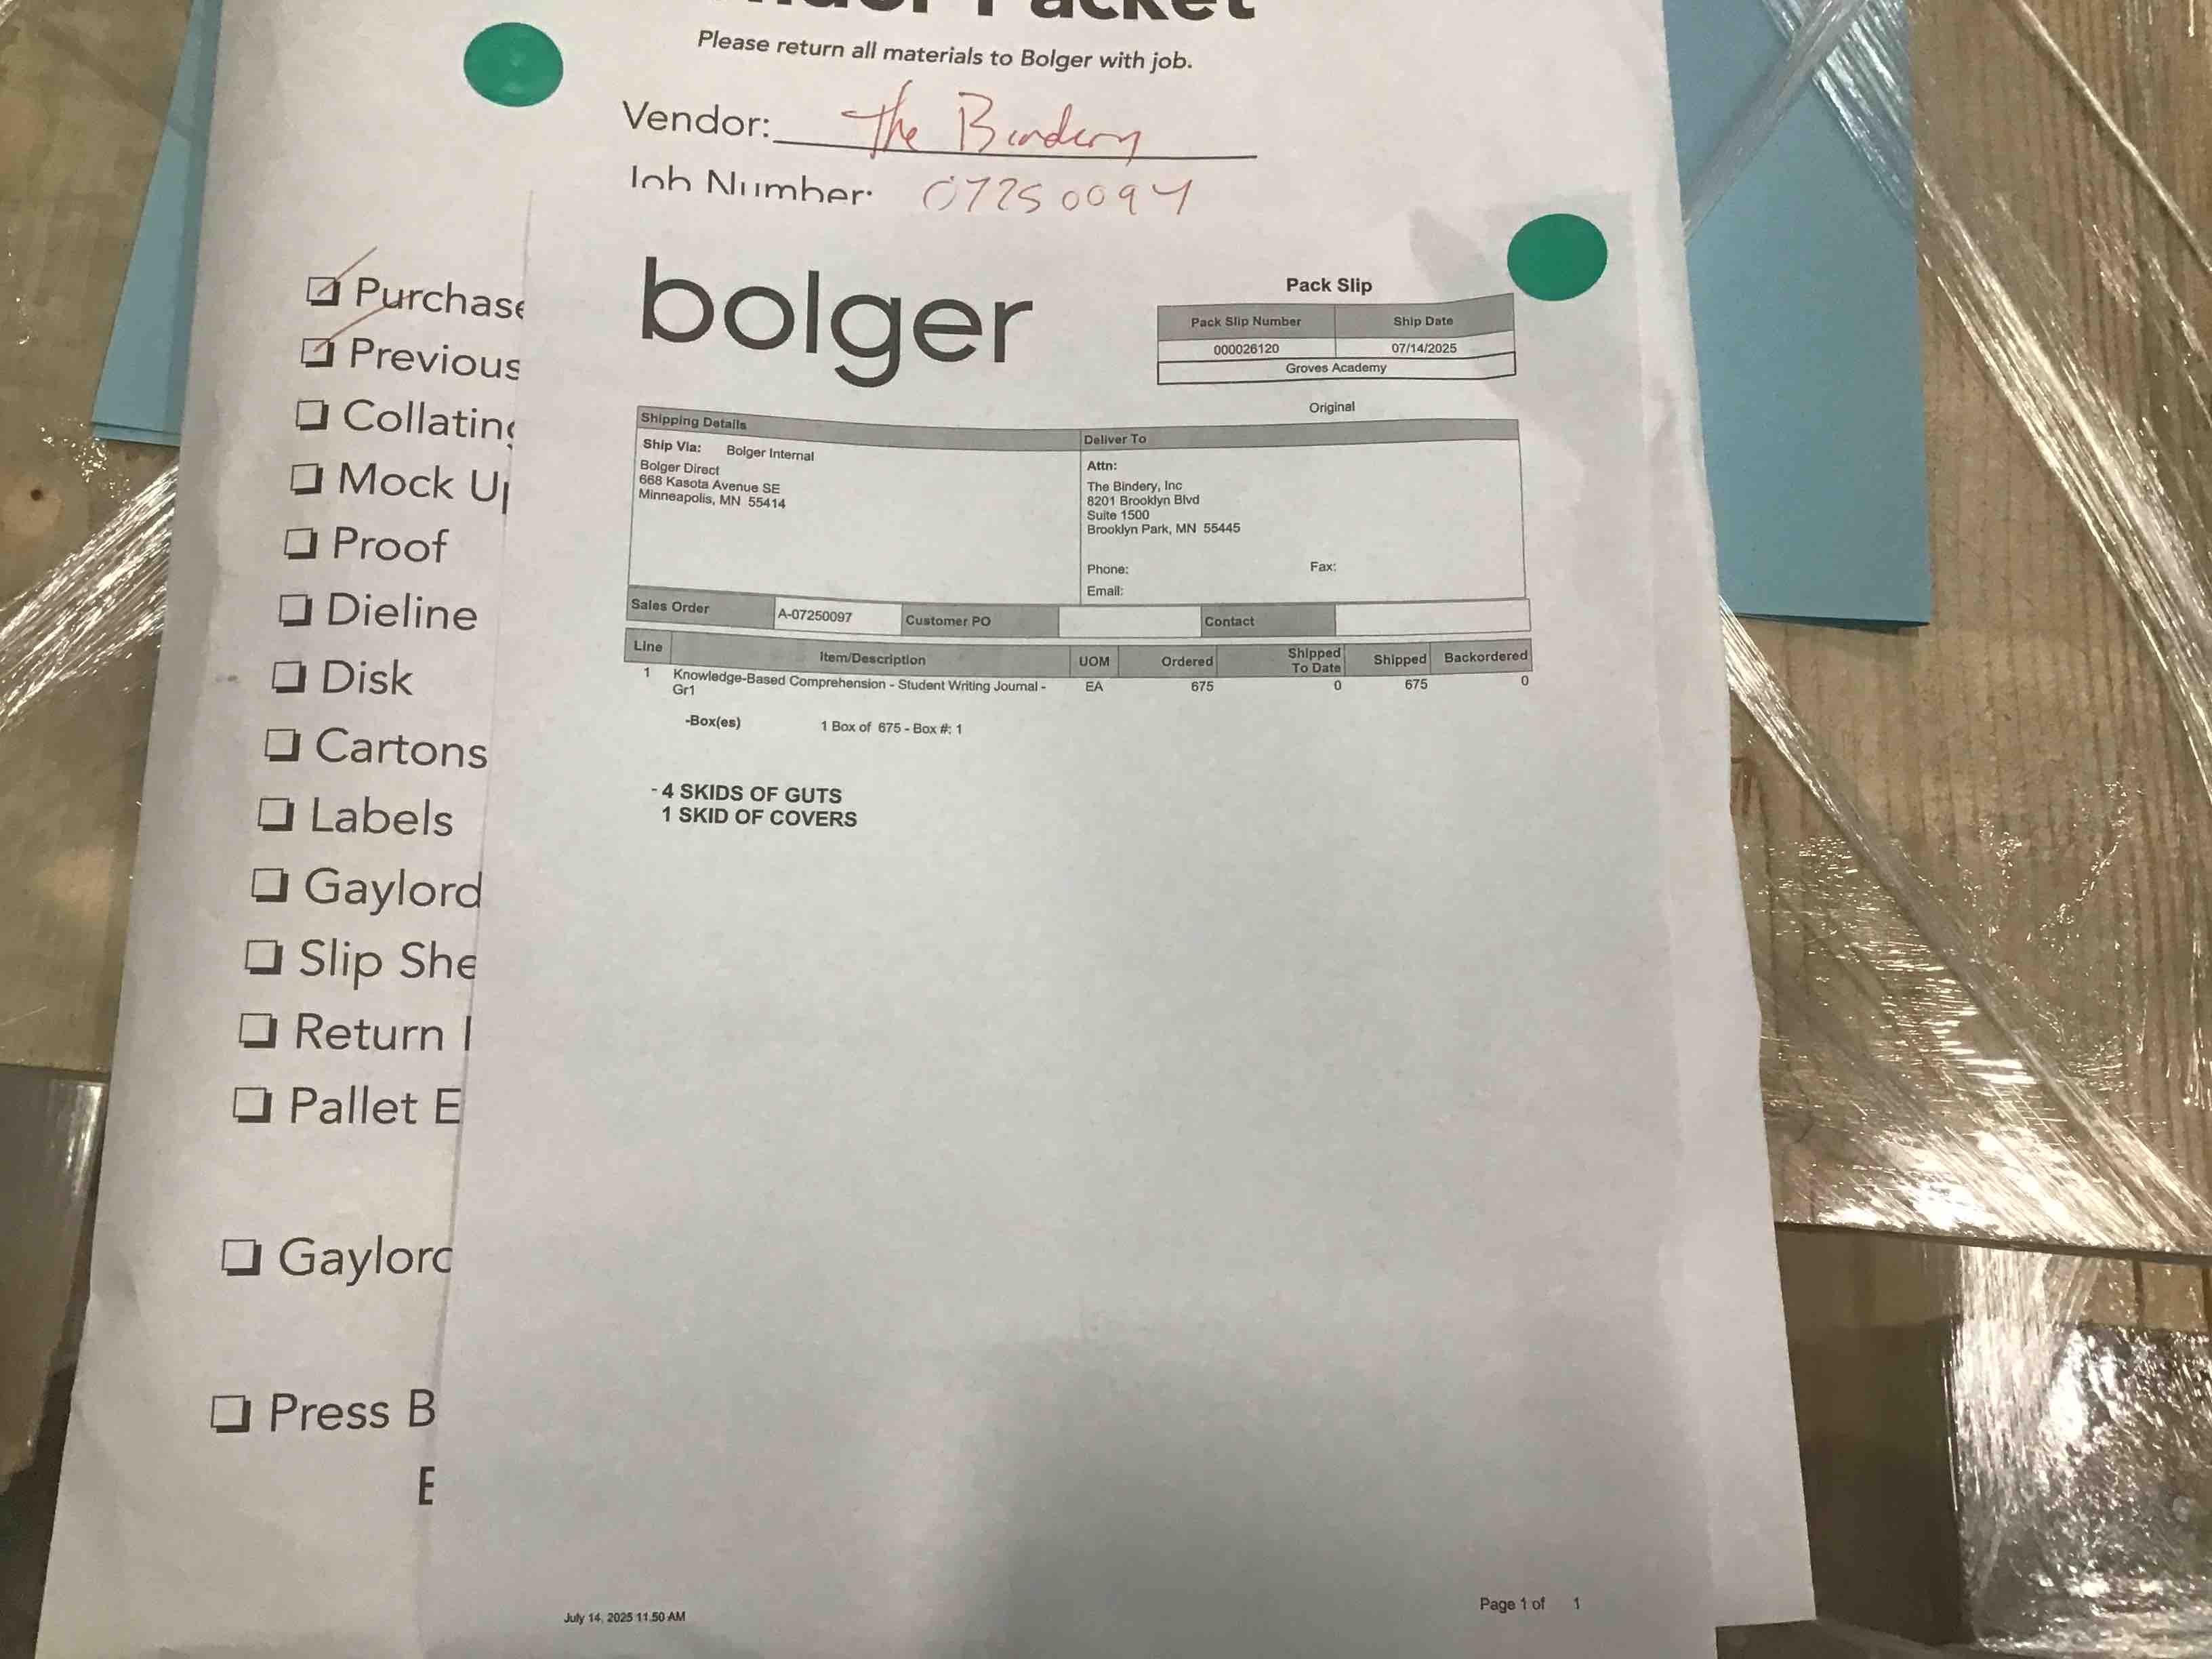 Packet
Please return all materials to Bolger with job.
Vendor: The Bindery
Job Number: 07250097
Purchase
Previous
Collating
Mock Up
Proof
Dieline
Disk
Cartons
Labels
Gaylord
Slip She
Return
Pallet E
Gaylord
Press B
E
bolger
Pack Slip
Pack Slip Number Ship Date
000026120 07/14/2025
Groves Academy
Original
Shipping Details
Ship Via: Bolger Internal
Bolger Direct
668 Kasota Avenue SE
Minneapolis, MN 55414
Deliver To
Attn:
The Bindery, Inc
8201 Brooklyn Blvd
Suite 1500
Brooklyn Park, MN 55445
Phone: Fax:
Email:
Sales Order A-07250097 Customer PO Contact
Line Item/Description UOM Ordered Shipped To Date Shipped Backordered
1 Knowledge-Based Comprehension - Student Writing Journal - EA 675 0 675 0
Gr1
-Box(es) 1 Box of 675 - Box #: 1
- 4 SKIDS OF GUTS
1 SKID OF COVERS
July 14, 2025 11:50 AM
Page 1 of 1